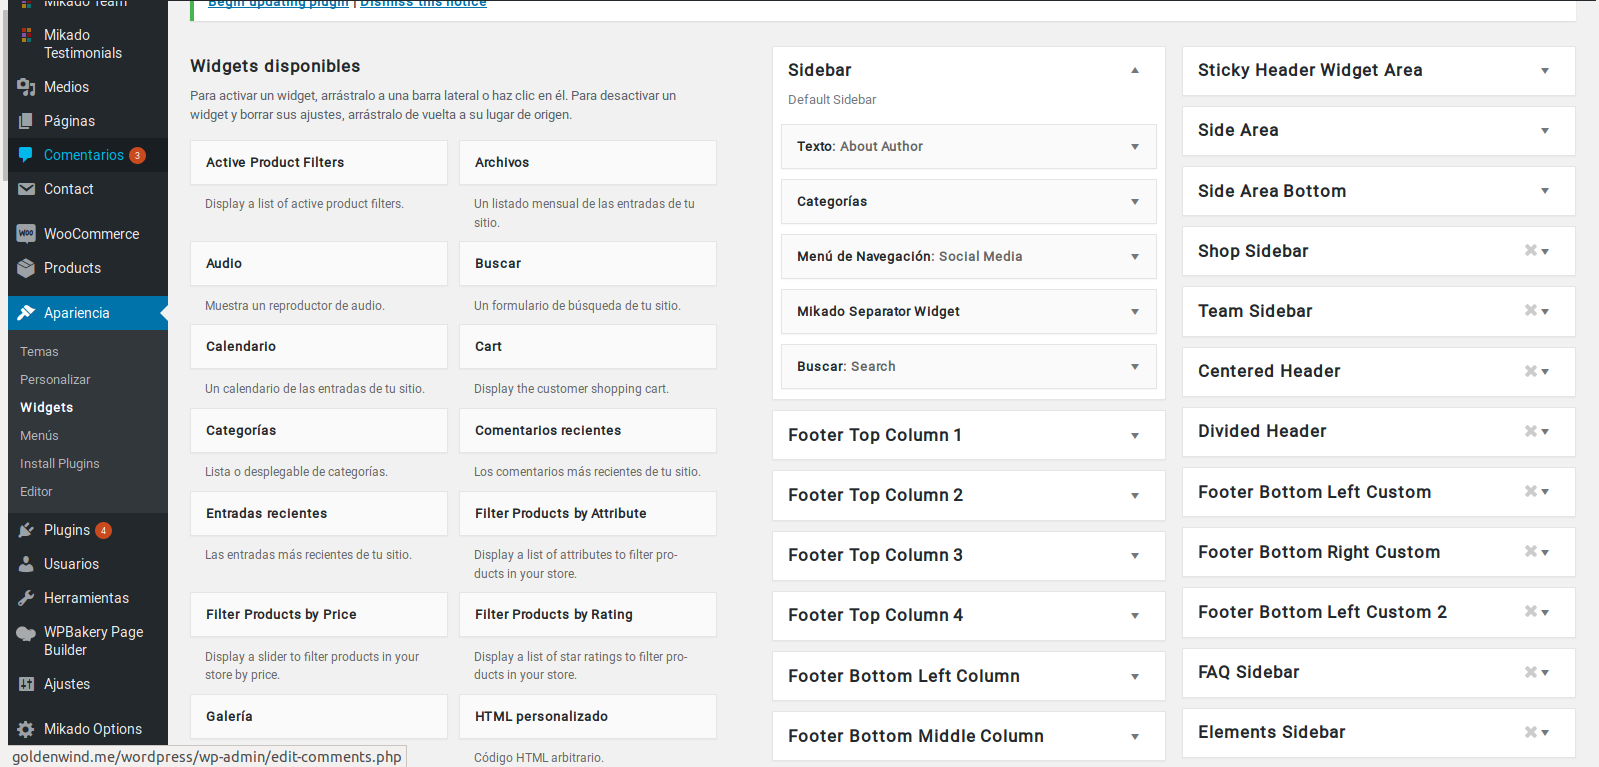 Mikado Team
Mikado
Testimonials
Medios
Páginas
Comentarios 3
Contact
WOO WooCommerce
Products
Apariencia
Temas
Personalizar
Widgets
Menús
Install Plugins
Editor
Plugins 4
Usuarios
Herramientas
WPBakery Page
Builder
Ajustes
Mikado Options
goldenwind.me/wordpress/wp-admin/edit-comments.php
Begin updating plugin | Dismiss this notice
Widgets disponibles
Para activar un widget, arrástralo a una barra lateral o haz clic en él. Para desactivar un
widget y borrar sus ajustes, arrástralo de vuelta a su lugar de origen.
Active Product Filters
Display a list of active product filters.
Archivos
Un listado mensual de las entradas de tu
sitio.
Audio
Muestra un reproductor de audio.
Buscar
Un formulario de búsqueda de tu sitio.
Calendario
Un calendario de las entradas de tu sitio.
Cart
Display the customer shopping cart.
Categorías
Lista o desplegable de categorías.
Comentarios recientes
Los comentarios más recientes de tu sitio.
Entradas recientes
Las entradas más recientes de tu sitio.
Filter Products by Attribute
Display a list of attributes to filter pro-
ducts in your store.
Filter Products by Price
Display a slider to filter products in your
store by price.
Filter Products by Rating
Display a list of star ratings to filter pro-
ducts in your store.
Galería
HTML personalizado
Código HTML arbitrario.
Sidebar
Default Sidebar
Texto: About Author
Categorías
Menú de Navegación: Social Media
Mikado Separator Widget
Buscar: Search
Footer Top Column 1
Footer Top Column 2
Footer Top Column 3
Footer Top Column 4
Footer Bottom Left Column
Footer Bottom Middle Column
Sticky Header Widget Area
Side Area
Side Area Bottom
Shop Sidebar
Team Sidebar
Centered Header
Divided Header
Footer Bottom Left Custom
Footer Bottom Right Custom
Footer Bottom Left Custom 2
FAQ Sidebar
Elements Sidebar